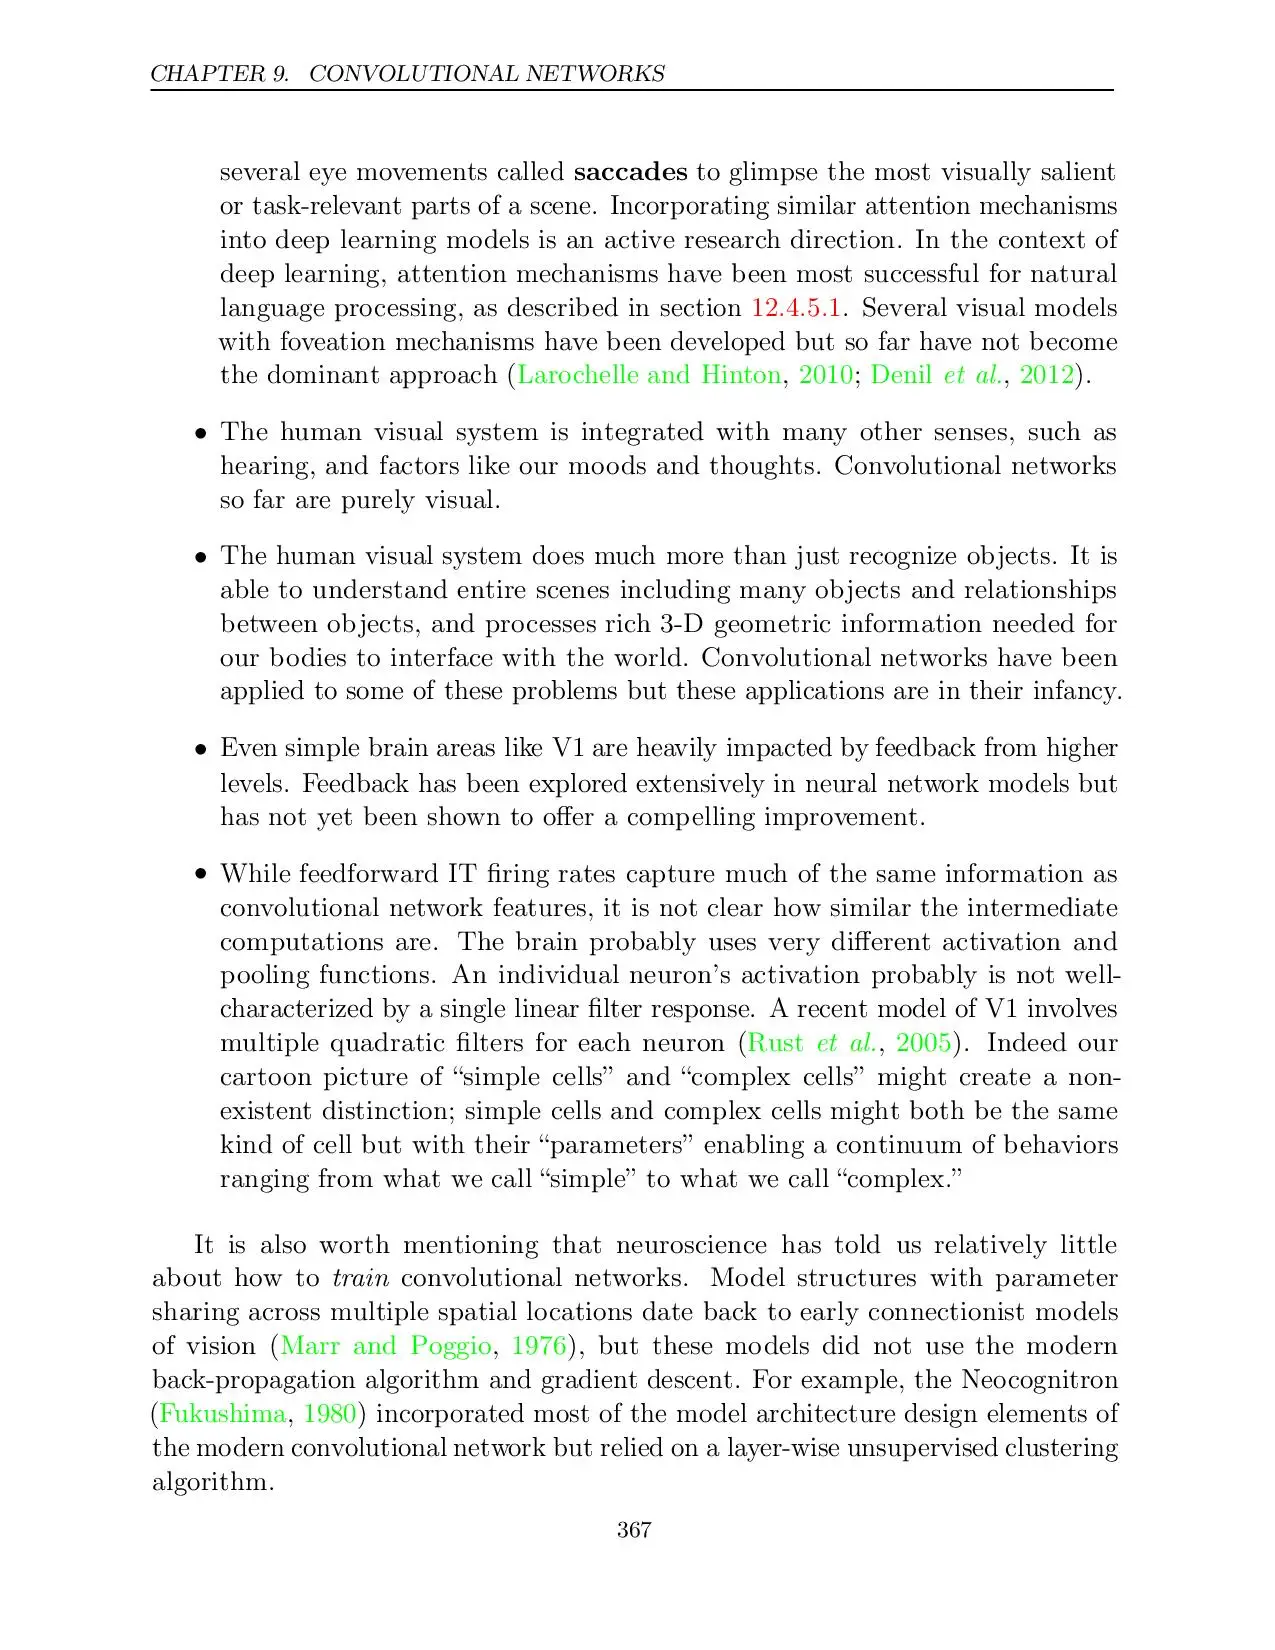 CHAPTER 9. CONVOLUTIONAL NETWORKS
several eye movements called saccades to glimpse the most visually salient
or task-relevant parts of a scene. Incorporating similar attention mechanisms
into deep learning models is an active research direction. In the context of
deep learning, attention mechanisms have been most successful for natural
language processing, as described in section 12.4.5.1. Several visual models
with foveation mechanisms have been developed but so far have not become
the dominant approach (Larochelle and Hinton, 2010; Denil et al., 2012).
• The human visual system is integrated with many other senses, such as
hearing, and factors like our moods and thoughts. Convolutional networks
so far are purely visual.
• The human visual system does much more than just recognize objects. It is
able to understand entire scenes including many objects and relationships
between objects, and processes rich 3-D geometric information needed for
our bodies to interface with the world. Convolutional networks have been
applied to some of these problems but these applications are in their infancy.
• Even simple brain areas like V1 are heavily impacted by feedback from higher
levels. Feedback has been explored extensively in neural network models but
has not yet been shown to offer a compelling improvement.
• While feedforward IT firing rates capture much of the same information as
convolutional network features, it is not clear how similar the intermediate
computations are. The brain probably uses very different activation and
pooling functions. An individual neuron's activation probably is not well-
characterized by a single linear filter response. A recent model of V1 involves
multiple quadratic filters for each neuron (Rust et al., 2005). Indeed our
cartoon picture of “simple cells” and “complex cells” might create a non-
existent distinction; simple cells and complex cells might both be the same
kind of cell but with their “parameters” enabling a continuum of behaviors
ranging from what we call “simple” to what we call “complex.”
It is also worth mentioning that neuroscience has told us relatively little
about how to train convolutional networks. Model structures with parameter
sharing across multiple spatial locations date back to early connectionist models
of vision (Marr and Poggio, 1976), but these models did not use the modern
back-propagation algorithm and gradient descent. For example, the Neocognitron
(Fukushima, 1980) incorporated most of the model architecture design elements of
the modern convolutional network but relied on a layer-wise unsupervised clustering
algorithm.
367